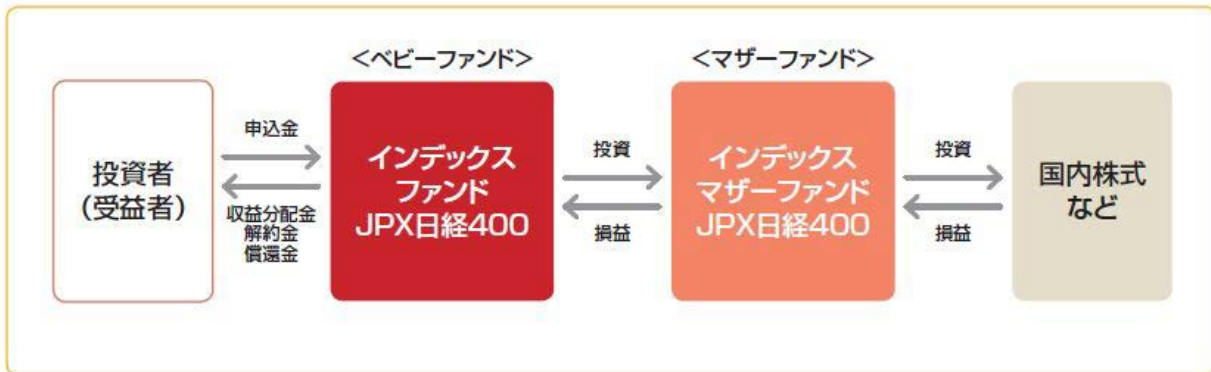 <ベビーファンド>
<マザーファンド>
投資者
(受益者)
申込金
収益分配金
解約金
償還金
インデックス
ファンド
JPX日経400
投資
損益
インデックス
マザーファンド
JPX日経400
投資
損益
国内株式
など